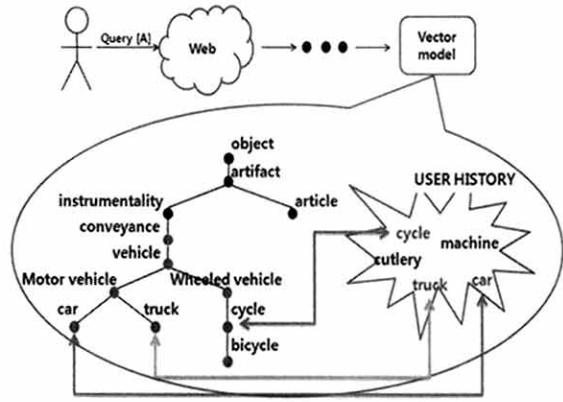 Query [A]
Web
Vector
model
object
artifact
instrumentality
article
conveyance
vehicle
Motor vehicle
Wheeled vehicle
car
truck
cycle
bicycle
USER HISTORY
cycle
machine
cutlery
truck
car